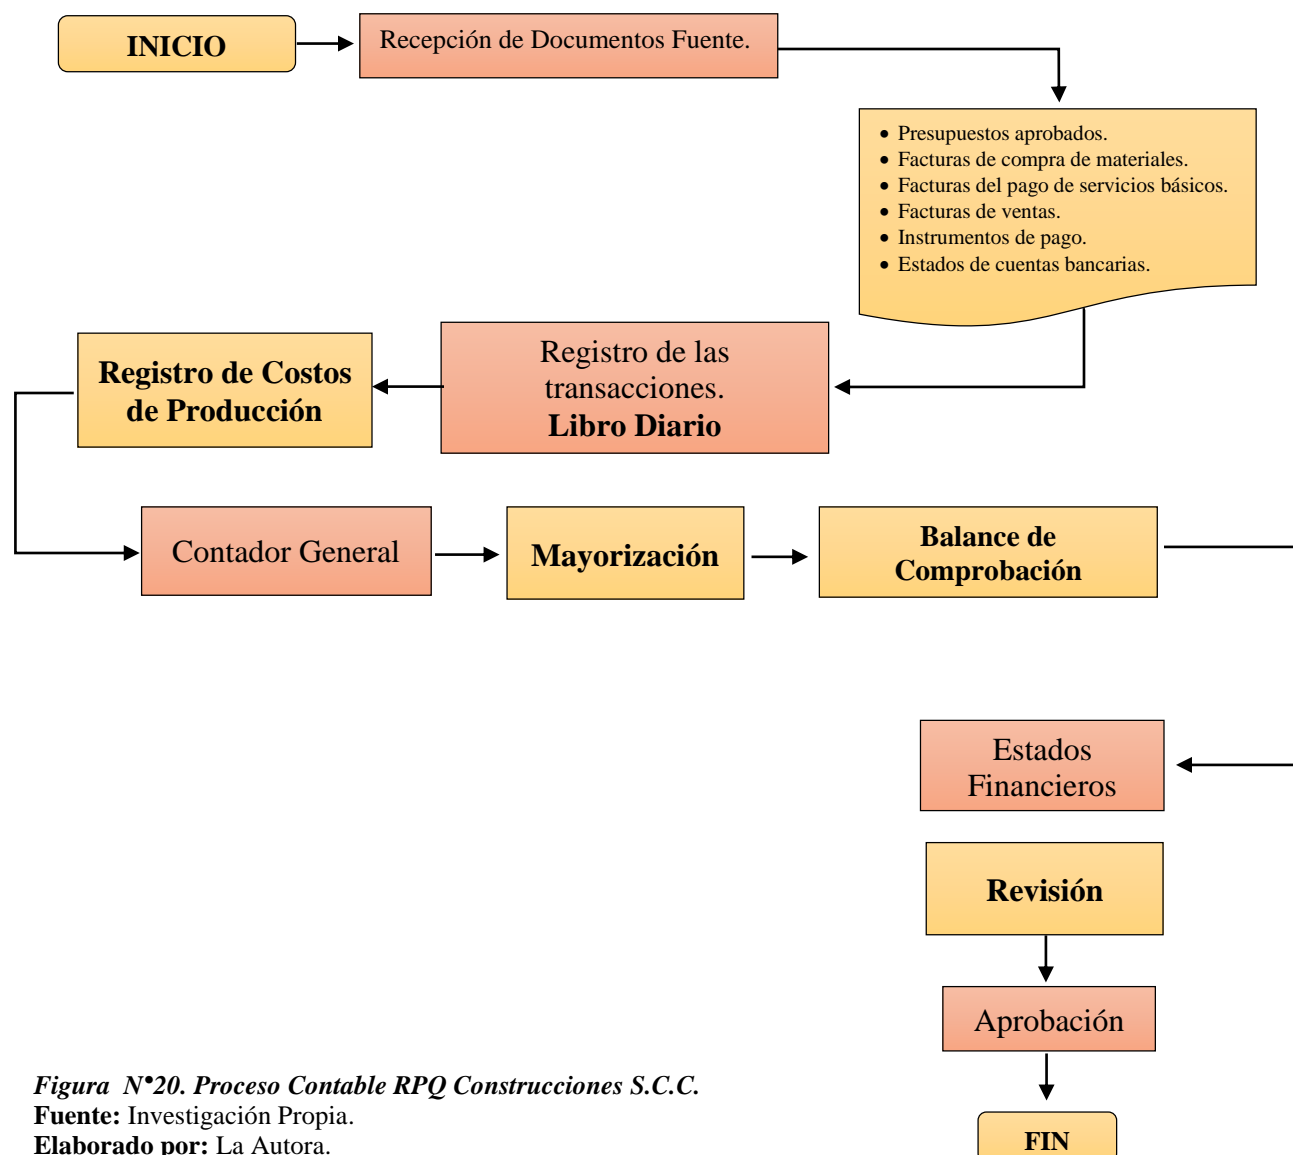 INICIO
Recepción de Documentos Fuente.
• Presupuestos aprobados.
• Facturas de compra de materiales.
• Facturas del pago de servicios básicos.
• Facturas de ventas.
• Instrumentos de pago.
• Estados de cuentas bancarias.
Registro de las
transacciones.
Libro Diario
Registro de Costos
de Producción
Contador General
Mayorización
Balance de
Comprobación
Estados
Financieros
Revisión
Aprobación
FIN
Figura N°20. Proceso Contable RPQ Construcciones S.C.C.
Fuente: Investigación Propia.
Elaborado por: La Autora.